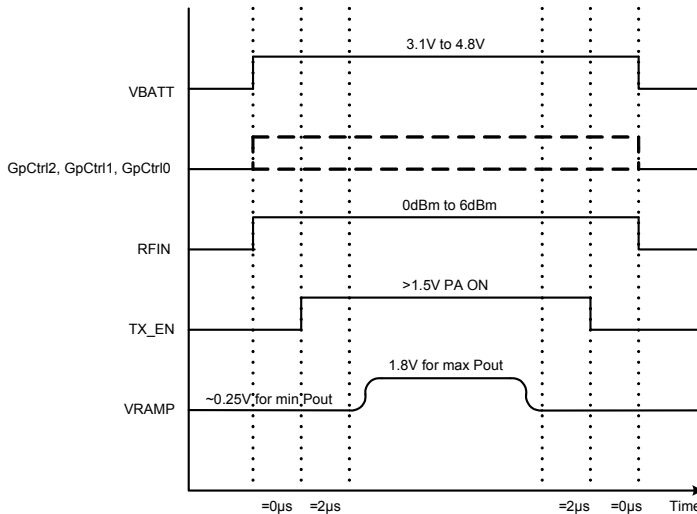 3.1V to 4.8V
VBATT
GpCtrl2, GpCtrl1, GpCtrl0
0dBm to 6dBm
RFIN
>1.5V PA ON
TX_EN
1.8V for max Pout
~0.25V for min Pout
VRAMP
=0µs =2µs =2µs =0µs Time